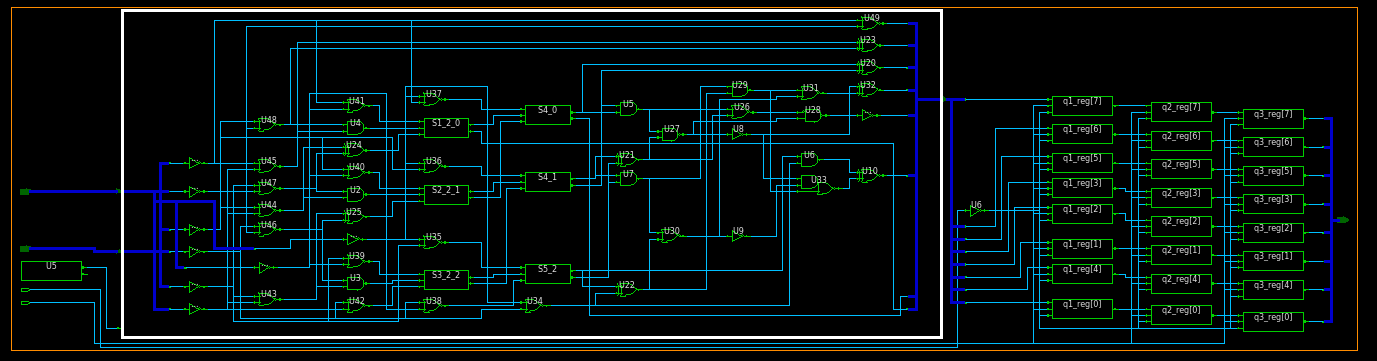 U49
U23
U20
U29
U31
U32
U41
U37
S4_0
U5
U26
U28
q1_reg[7]
q2_reg[7]
q3_reg[7]
U48
U4
S1_2_0
U27
U8
q1_reg[6]
q2_reg[6]
q3_reg[6]
U24
U45
U40
U36
U21
U6
q1_reg[5]
q2_reg[5]
q3_reg[5]
U47
U2
S2_2_1
S4_1
U7
U33
U10
q1_reg[3]
q2_reg[3]
q3_reg[3]
U44
U25
U6
q1_reg[2]
q2_reg[2]
q3_reg[2]
U46
U35
U30
U9
q1_reg[1]
q2_reg[1]
q3_reg[1]
U5
U39
S3_2_2
S5_2
q1_reg[4]
q2_reg[4]
q3_reg[4]
U3
U43
U42
U38
U34
U22
q1_reg[0]
q2_reg[0]
q3_reg[0]